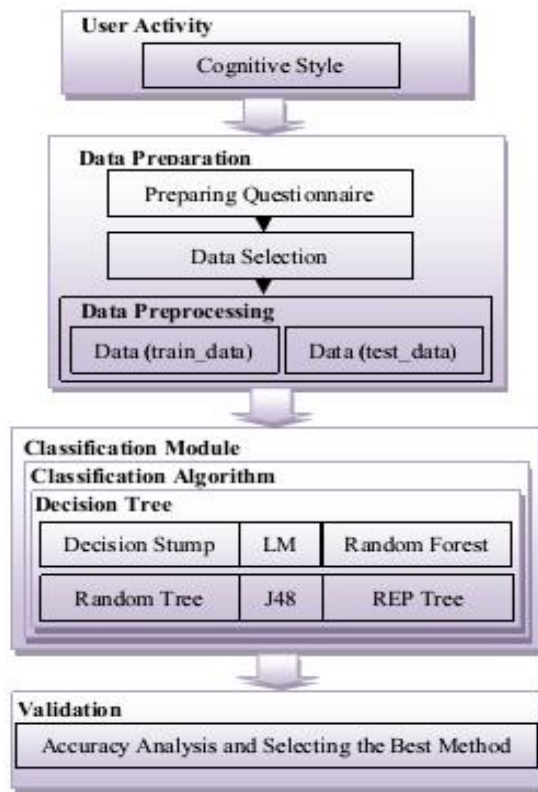 User Activity
Cognitive Style
Data Preparation
Preparing Questionnaire
Data Selection
Data Preprocessing
Data (train_data) Data (test_data)
Classification Module
Classification Algorithm
Decision Tree
Decision Stump LM Random Forest
Random Tree J48 REP Tree
Validation
Accuracy Analysis and Selecting the Best Method